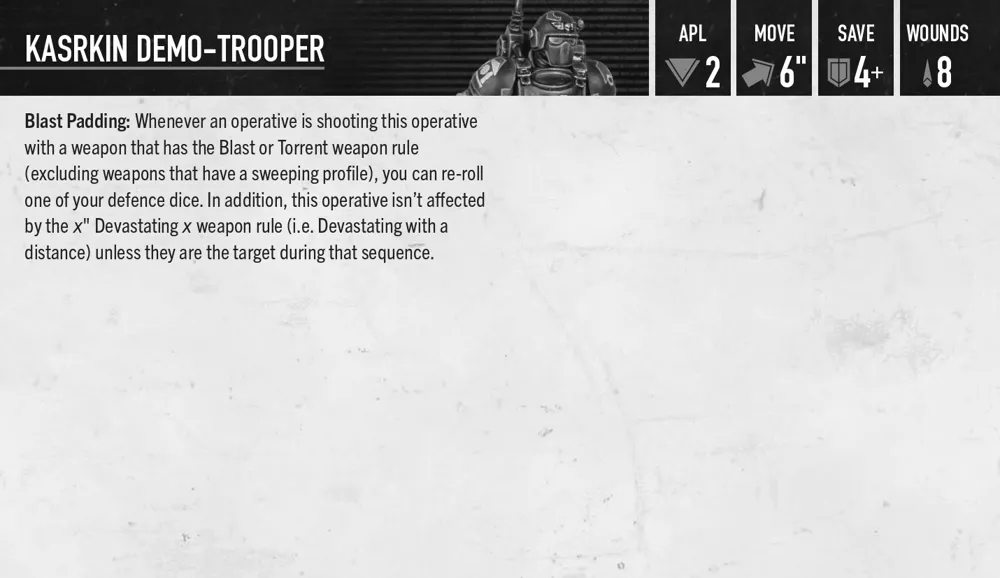 KASRKIN DEMO-TROOPER
APL
2
MOVE
6"
SAVE
4+
WOUNDS
8
Blast Padding: Whenever an operative is shooting this operative
with a weapon that has the Blast or Torrent weapon rule
(excluding weapons that have a sweeping profile), you can re-roll
one of your defence dice. In addition, this operative isn’t affected
by the x" Devastating x weapon rule (i.e. Devastating with a
distance) unless they are the target during that sequence.